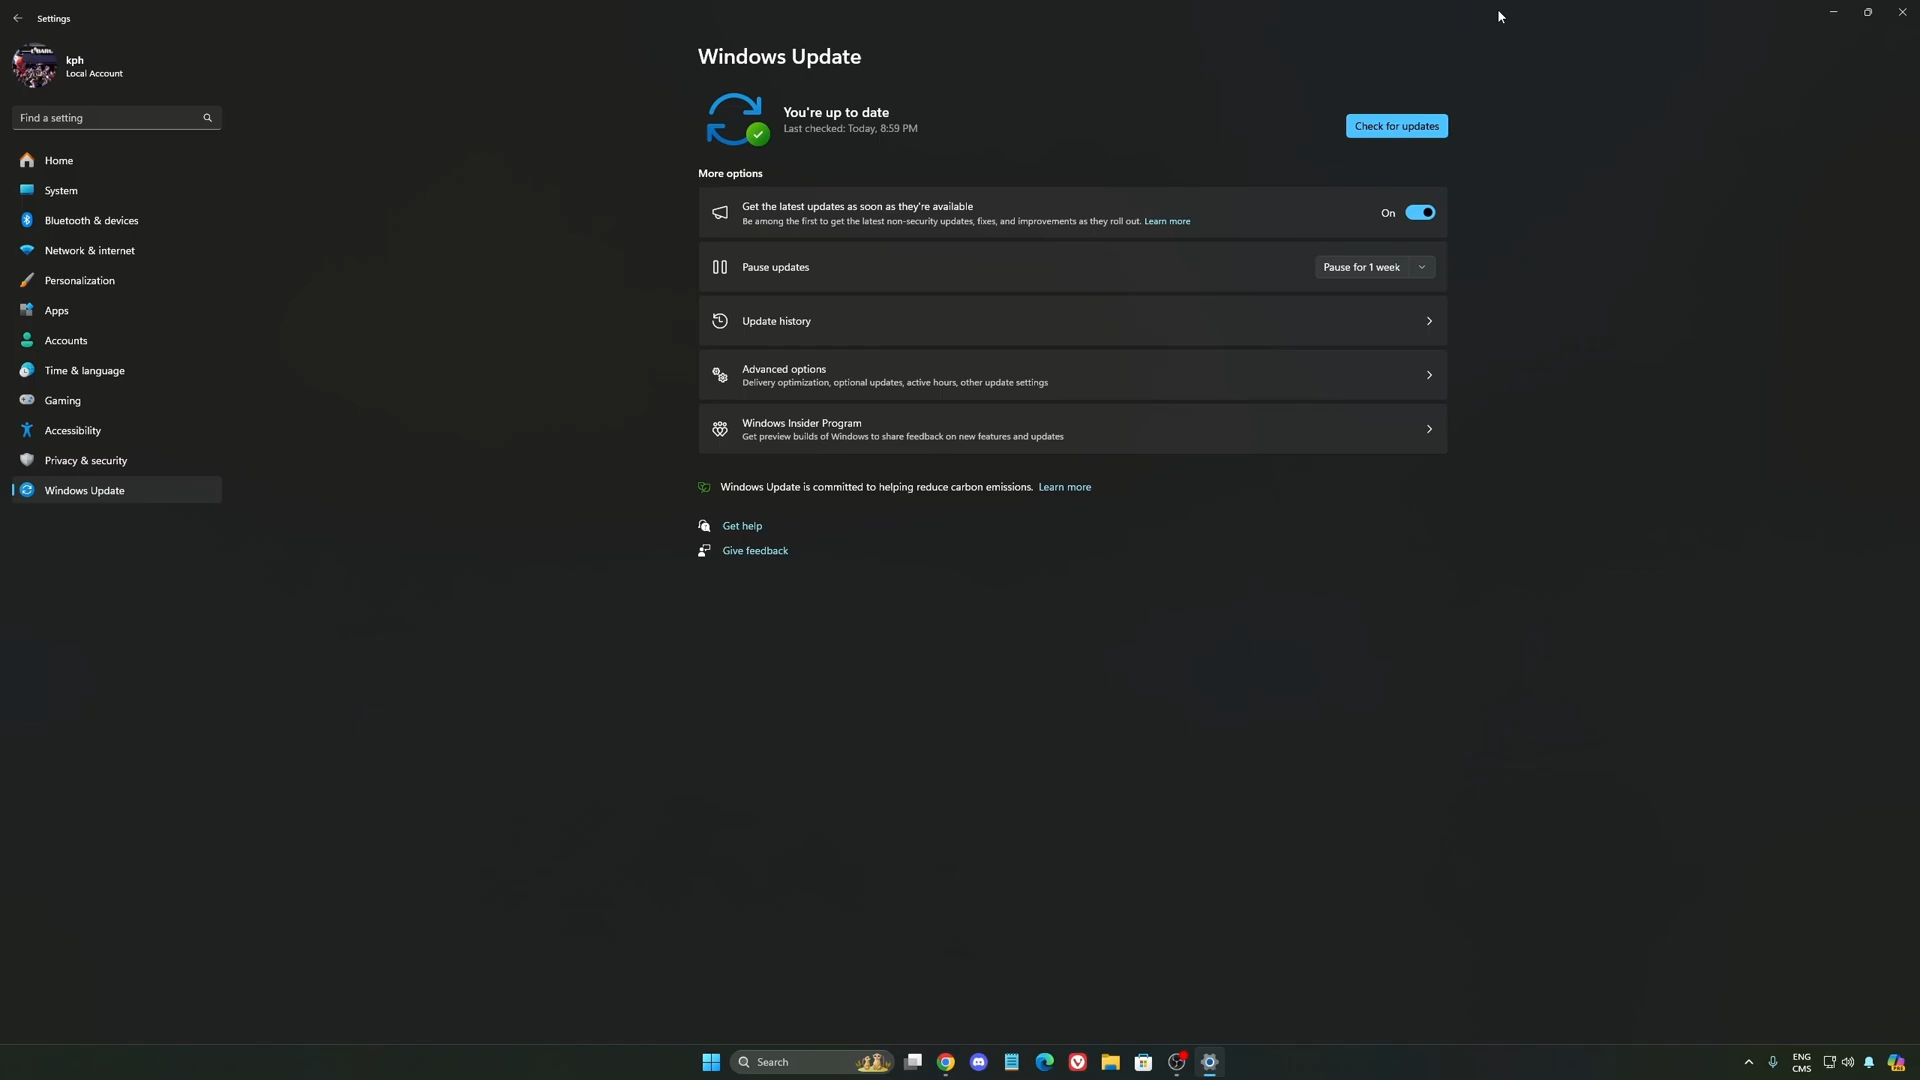 Settings
kph
Local Account
Find a setting
Home
System
Bluetooth & devices
Network & internet
Personalization
Apps
Accounts
Time & language
Gaming
Accessibility
Privacy & security
Windows Update
Windows Update
You're up to date
Last checked: Today, 8:59 PM
Check for updates
More options
Get the latest updates as soon as they're available
Be among the first to get the latest non-security updates, fixes, and improvements as they roll out. Learn more
On
Pause updates
Pause for 1 week
Update history
Advanced options
Delivery optimization, optional updates, active hours, other update settings
Windows Insider Program
Get preview builds of Windows to share feedback on new features and updates
Windows Update is committed to helping reduce carbon emissions. Learn more
Get help
Give feedback
Search
ENG
CMS
PRE